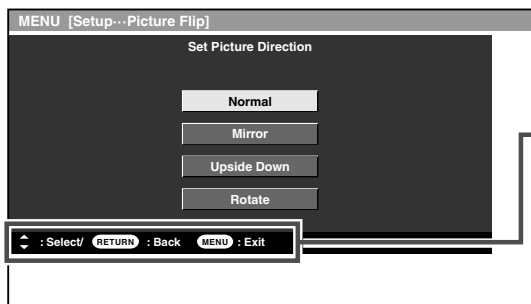 MENU [Setup···Picture Flip]
Set Picture Direction
Normal
Mirror
Upside Down
Rotate
: Select/ RETURN : Back MENU : Exit